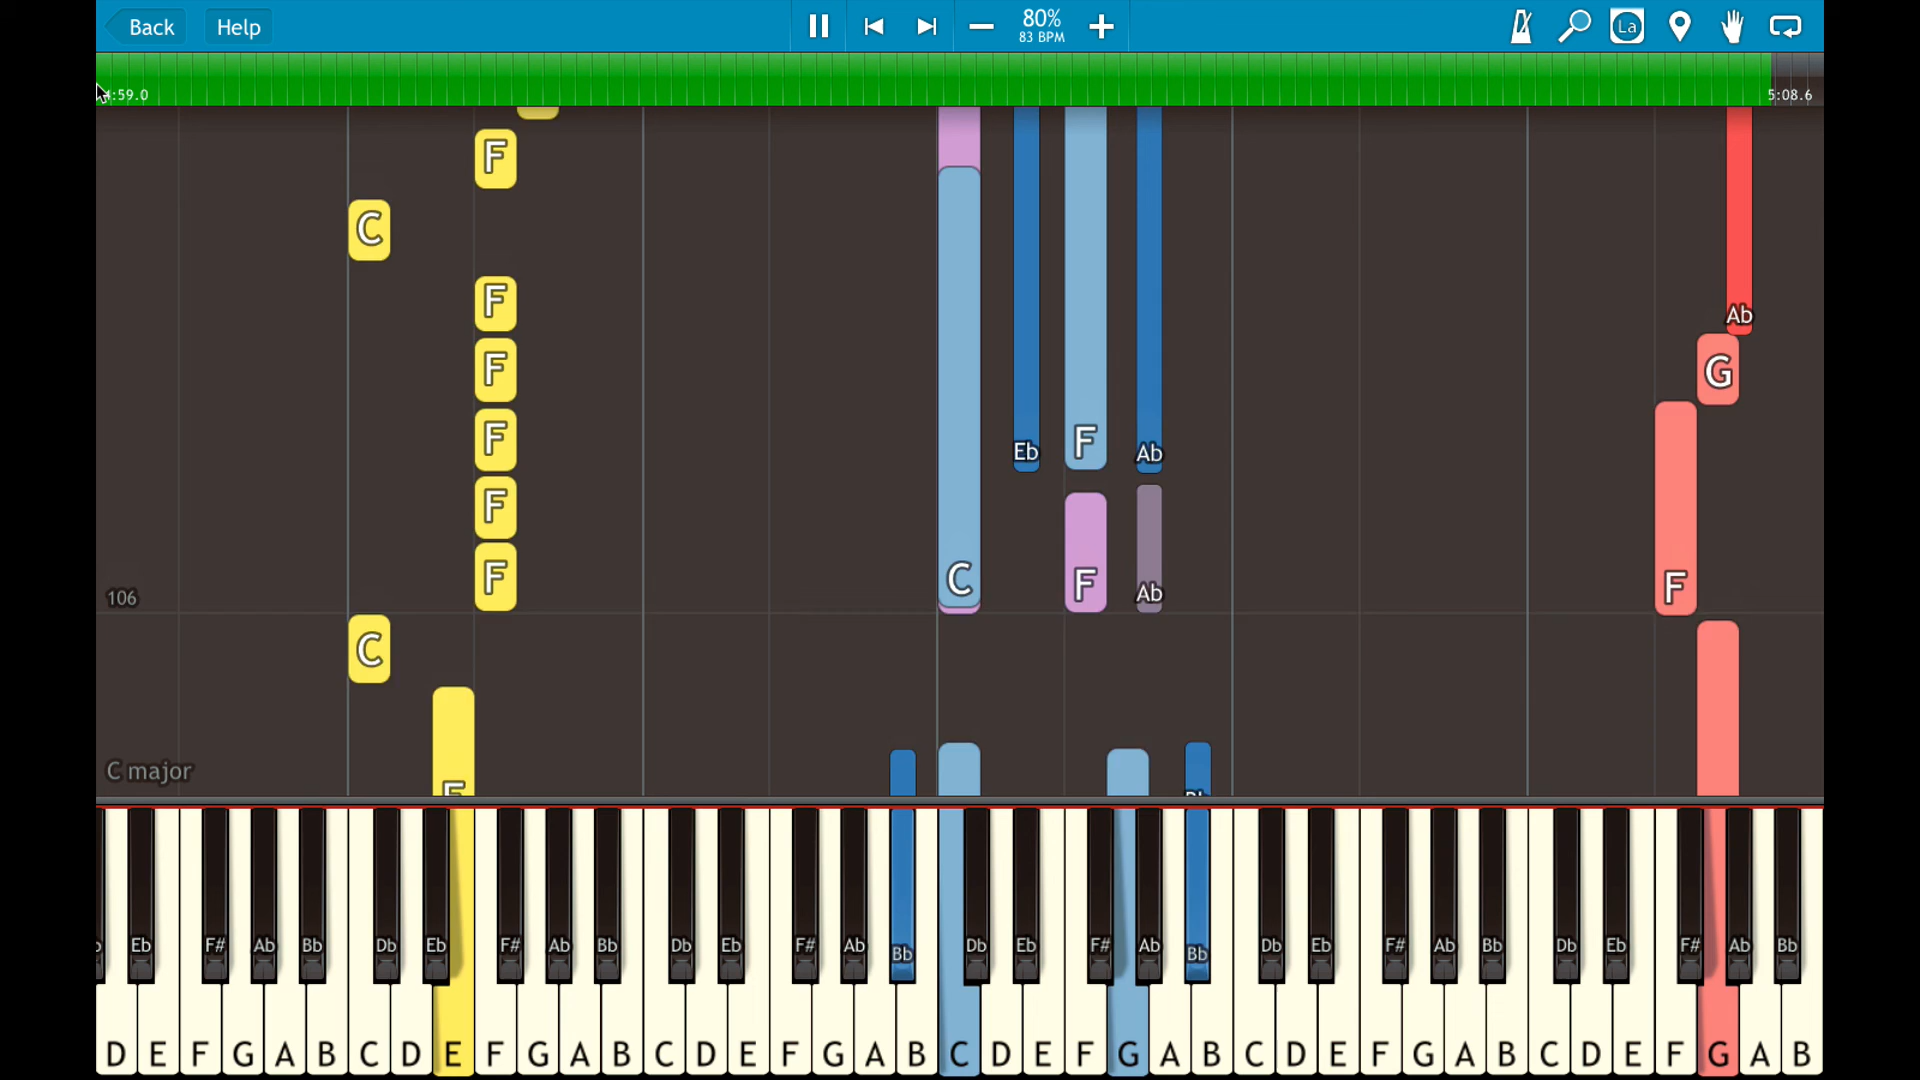 Back Help 80% La
83 BPM
:59.0 5:08.6
F
C
F
Ab
F G
F Eb F Ab
F
F C F Ab F
106
C
C major
Eb F# Ab Bb Db Eb F# Ab Bb Db Eb F# Ab Bb Db Eb F# Ab Bb Db Eb F# Ab Bb Db Eb F# Ab Bb
D E F G A B C D E F G A B C D E F G A B C D E F G A B C D E F G A B C D E F G A B